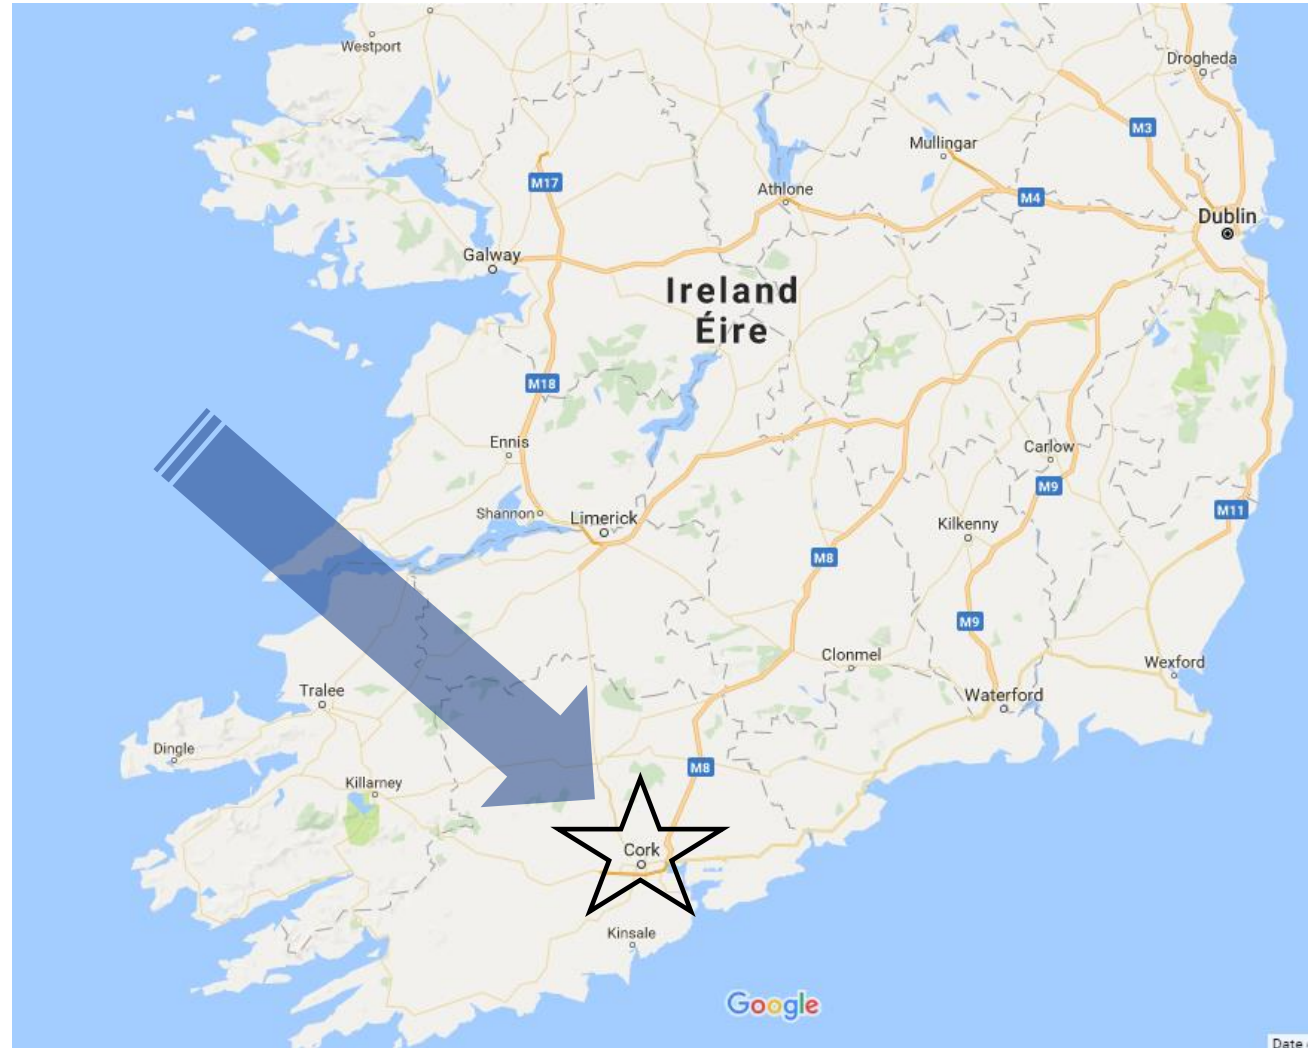 Westport
Drogheda
M3
Mullingar
M17
Athlone
M4
Dublin
Galway
Ireland
Éire
M18
Ennis
Carlow
M9
Shannon
Limerick
M11
Kilkenny
M8
M9
Clonmel
Wexford
Tralee
Waterford
Dingle
M8
Killarney
Cork
Kinsale
Google
Date